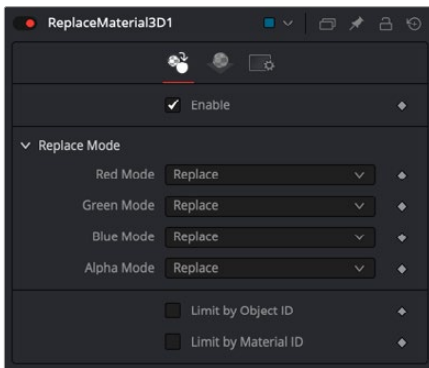 ReplaceMaterial3D1
Enable
Replace Mode
Red Mode Replace
Green Mode Replace
Blue Mode Replace
Alpha Mode Replace
Limit by Object ID
Limit by Material ID